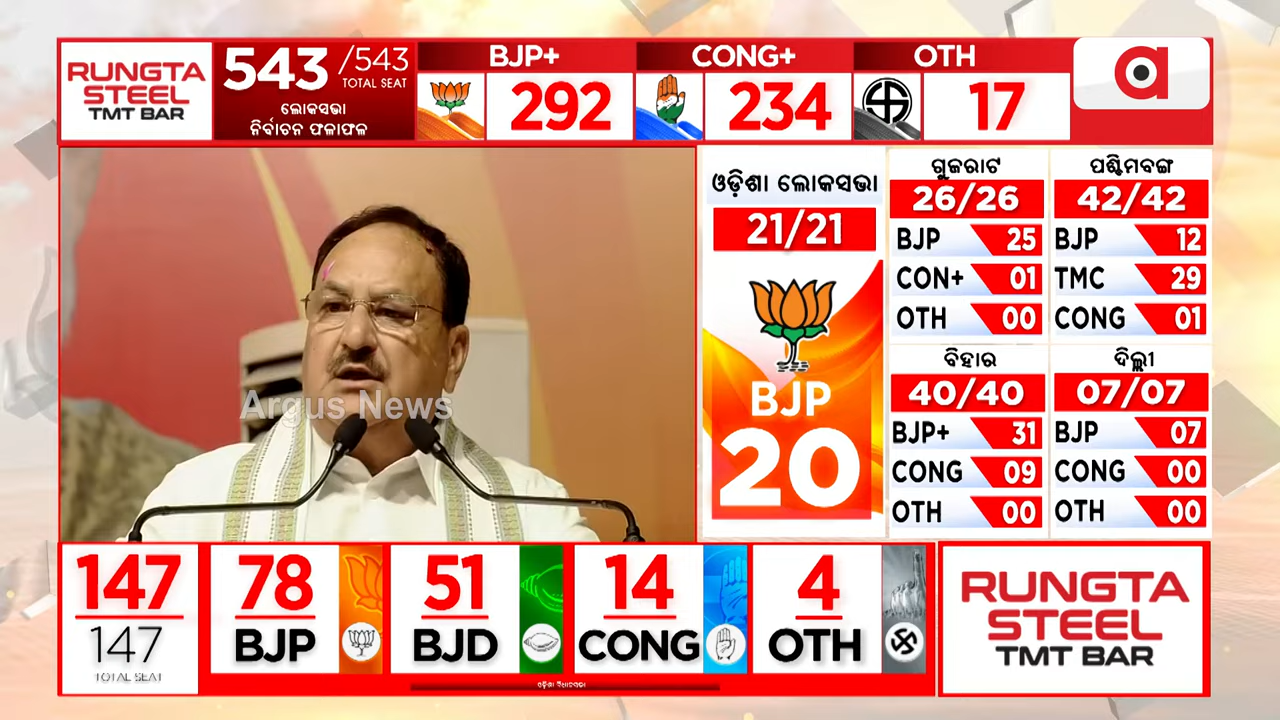 RUNGTA
STEEL
TMT BAR
543 /543
TOTAL SEAT
ଲୋକସଭା
ନିର୍ବାଚନ ଫଳାଫଳ
BJP+
292
CONG+
234
OTH
17
a
Argus News
ଓଡ଼ିଶା ଲୋକସଭା
21/21
BJP
20
ଗୁଜରାଟ
26/26
BJP 25
CON+ 01
OTH 00
ପଶ୍ଚିମବଙ୍ଗ
42/42
BJP 12
TMC 29
CONG 01
ବିହାର
40/40
BJP+ 31
CONG 09
OTH 00
ଦିଲ୍ଲୀ
07/07
BJP 07
CONG 00
OTH 00
147
147
TOTAL SEAT
78
BJP
51
BJD
14
CONG
4
OTH
ଓଡ଼ିଶା ବିଧାନସଭା
RUNGTA
STEEL
TMT BAR